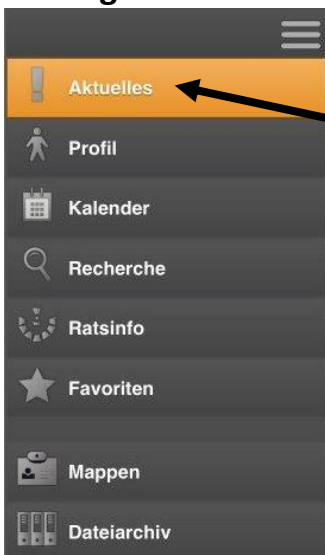 Aktuelles
Profil
Kalender
Recherche
Ratsinfo
Favoriten
Mappen
Dateiarchiv